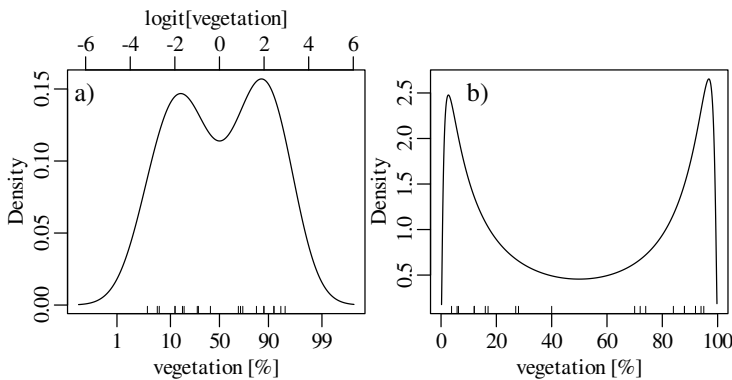 logit[vegetation]
-6 -4 -2 0 2 4 6
a)
Density
0.00 0.05 0.10 0.15
1 10 50 90 99
vegetation [%]
b)
Density
0.5 1.0 1.5 2.0 2.5
0 20 40 60 80 100
vegetation [%]